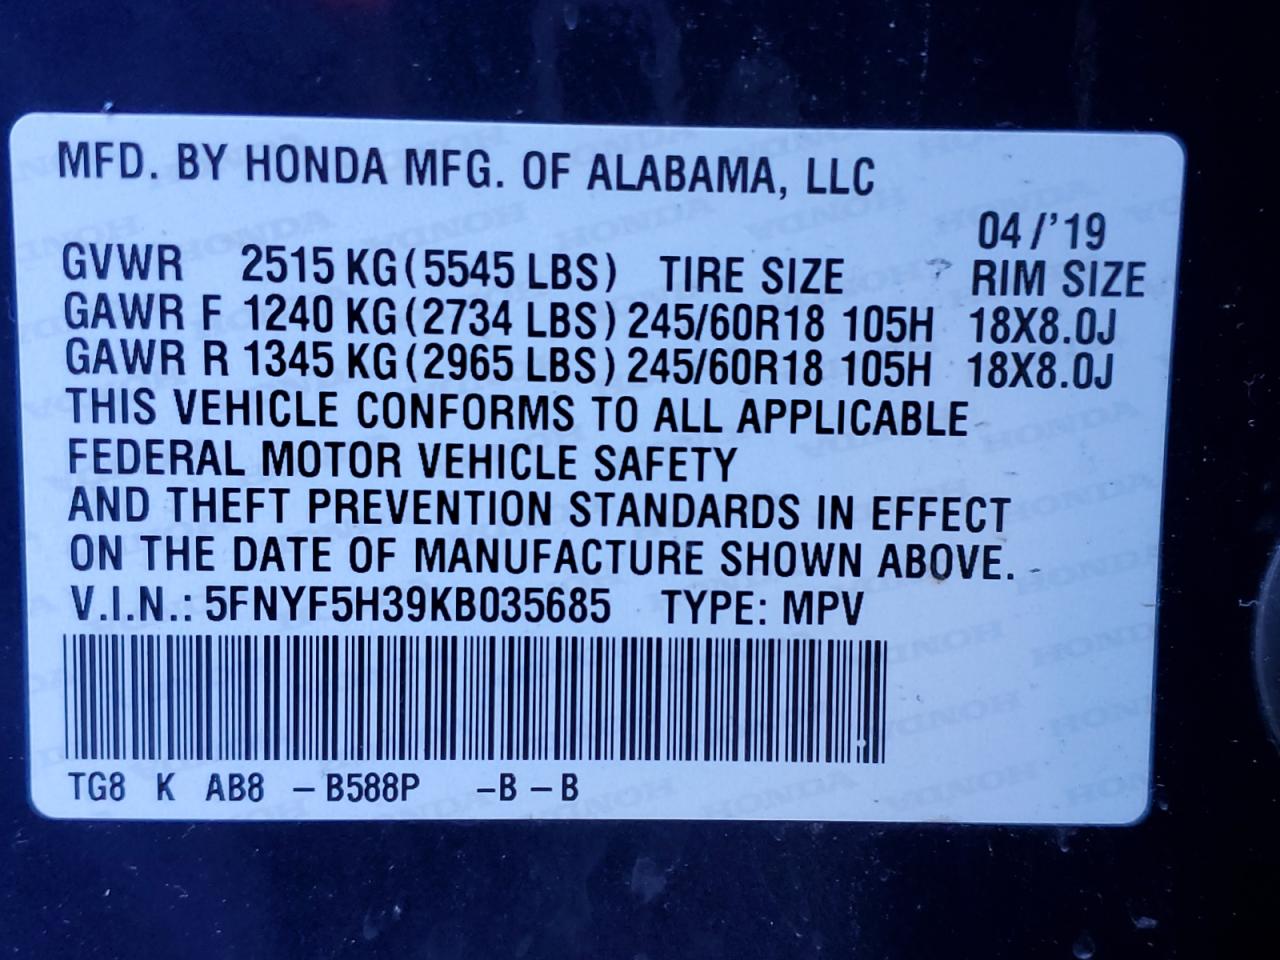 MFD. BY HONDA MFG. OF ALABAMA, LLC
04/'19
GVWR 2515 KG(5545 LBS) TIRE SIZE RIM SIZE
GAWR F 1240 KG(2734 LBS) 245/60R18 105H 18X8.0J
GAWR R 1345 KG(2965 LBS) 245/60R18 105H 18X8.0J
THIS VEHICLE CONFORMS TO ALL APPLICABLE
FEDERAL MOTOR VEHICLE SAFETY
AND THEFT PREVENTION STANDARDS IN EFFECT
ON THE DATE OF MANUFACTURE SHOWN ABOVE.
V.I.N.: 5FNYF5H39KB035685 TYPE: MPV
TG8 K AB8 -B588P -B-B